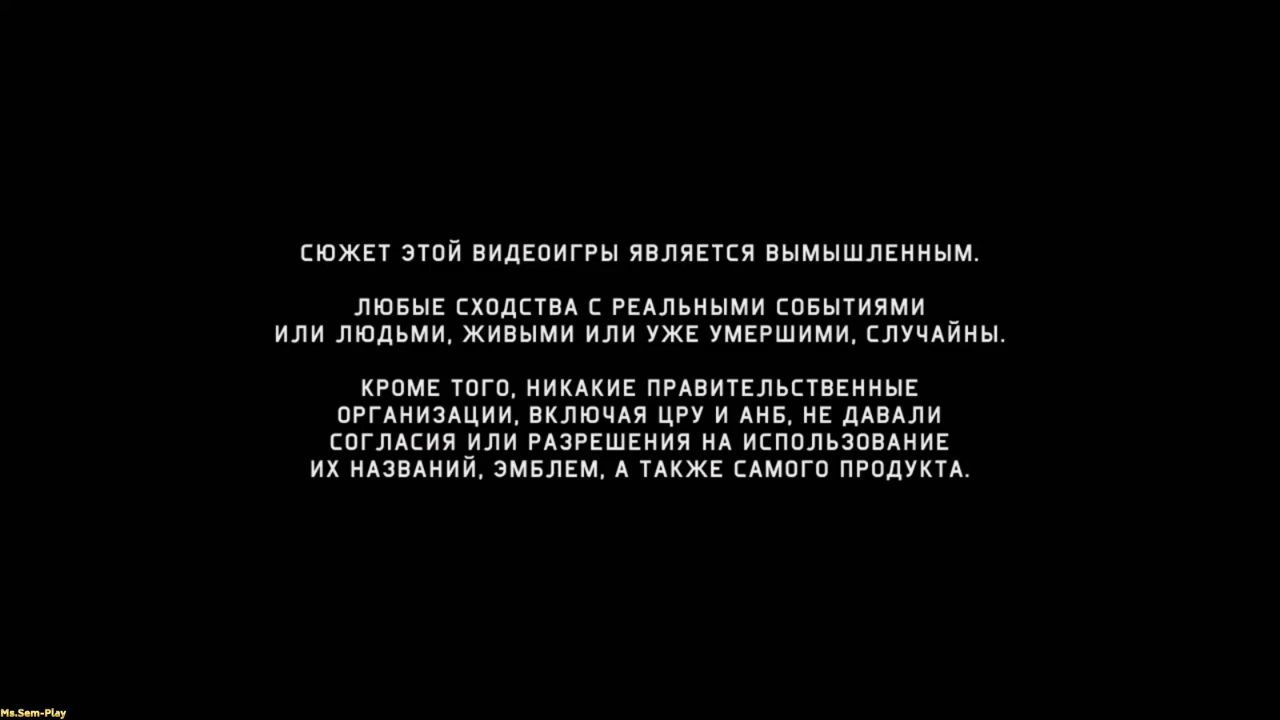 СЮЖЕТ ЭТОЙ ВИДЕОИГРЫ ЯВЛЯЕТСЯ ВЫМЫШЛЕННЫМ.
ЛЮБЫЕ СХОДСТВА С РЕАЛЬНЫМИ СОБЫТИЯМИ
ИЛИ ЛЮДЬМИ, ЖИВЫМИ ИЛИ УЖЕ УМЕРШИМИ, СЛУЧАЙНЫ.
КРОМЕ ТОГО, НИКАКИЕ ПРАВИТЕЛЬСТВЕННЫЕ
ОРГАНИЗАЦИИ, ВКЛЮЧАЯ ЦРУ И АНБ, НЕ ДАВАЛИ
СОГЛАСИЯ ИЛИ РАЗРЕШЕНИЯ НА ИСПОЛЬЗОВАНИЕ
ИХ НАЗВАНИЙ, ЭМБЛЕМ, А ТАКЖЕ САМОГО ПРОДУКТА.
Ms.Sem-Play